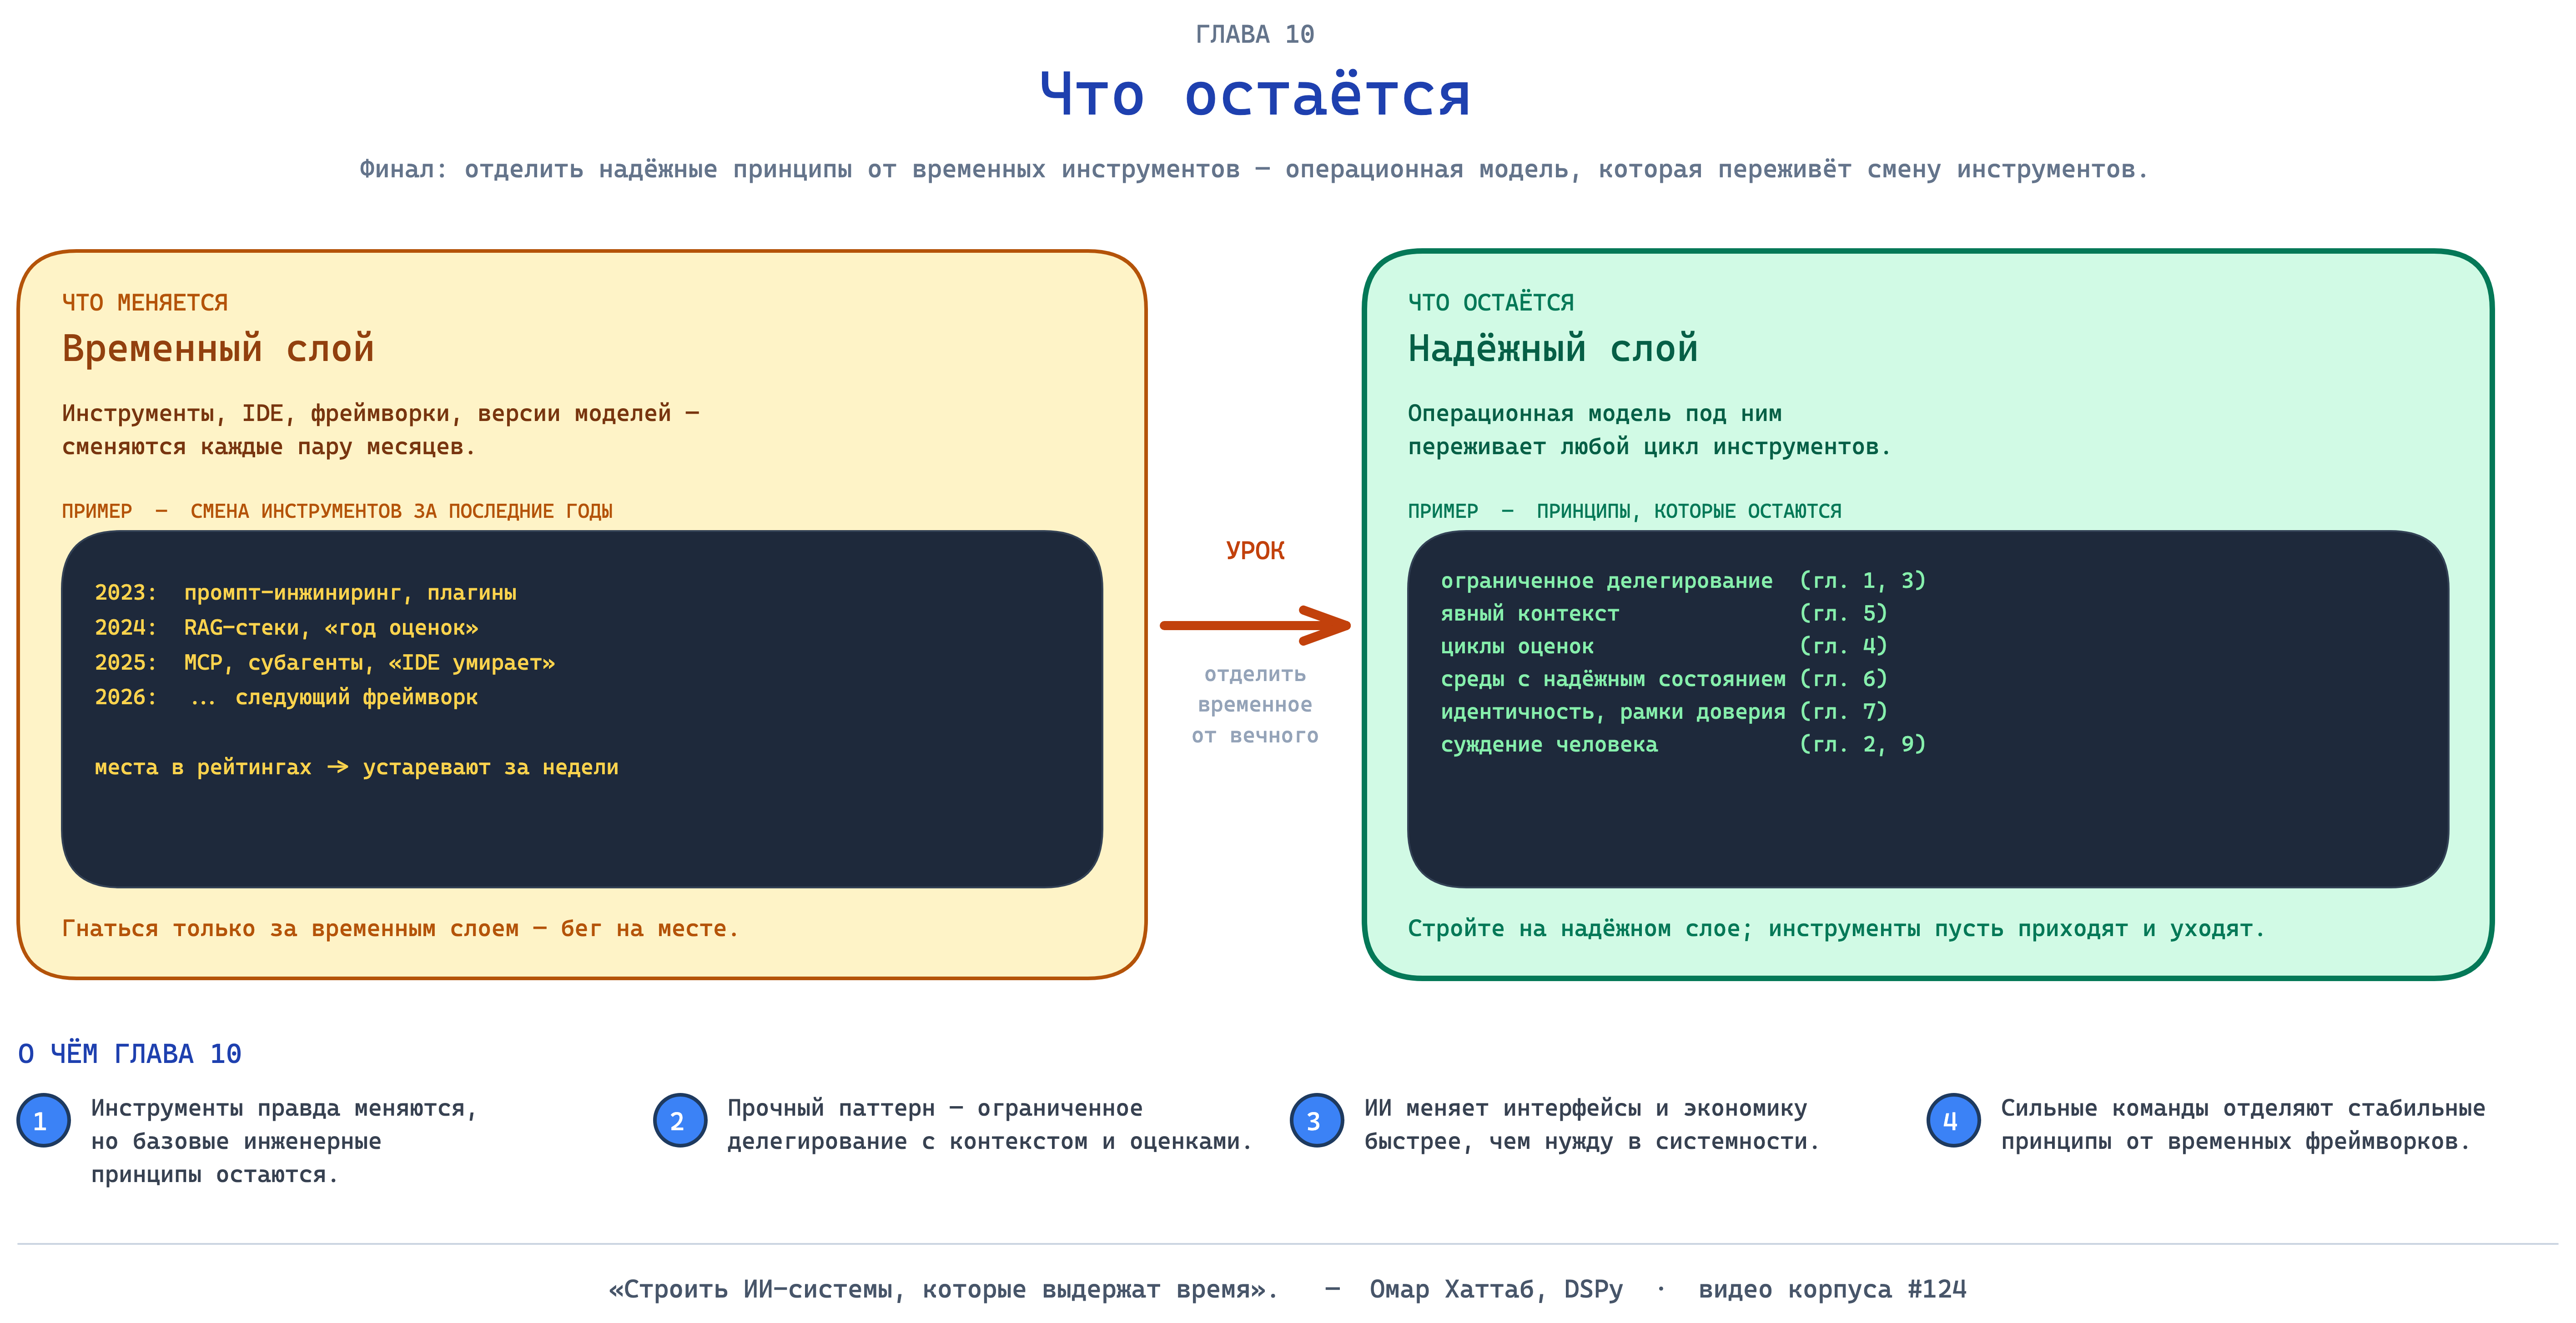 ГЛАВА 10
Что остаётся
Финал: отделить надёжные принципы от временных инструментов — операционная модель, которая переживёт смену инструментов.
ЧТО МЕНЯЕТСЯ
Временный слой
Инструменты, IDE, фреймворки, версии моделей —
сменяются каждые пару месяцев.
ПРИМЕР — СМЕНА ИНСТРУМЕНТОВ ЗА ПОСЛЕДНИЕ ГОДЫ
2023: промпт-инжиниринг, плагины
2024: RAG-стеки, «год оценок»
2025: MCP, субагенты, «IDE умирает»
2026: ... следующий фреймворк
места в рейтингах → устаревают за недели
Гнаться только за временным слоем — бег на месте.
УРОК
отделить
временное
от вечного
ЧТО ОСТАЁТСЯ
Надёжный слой
Операционная модель под ним
переживает любой цикл инструментов.
ПРИМЕР — ПРИНЦИПЫ, КОТОРЫЕ ОСТАЮТСЯ
ограниченное делегирование (гл. 1, 3)
явный контекст (гл. 5)
циклы оценок (гл. 4)
среды с надёжным состоянием (гл. 6)
идентичность, рамки доверия (гл. 7)
суждение человека (гл. 2, 9)
Стройте на надёжном слое; инструменты пусть приходят и уходят.
О ЧЁМ ГЛАВА 10
1 Инструменты правда меняются,
но базовые инженерные
принципы остаются.
2 Прочный паттерн — ограниченное
делегирование с контекстом и оценками.
3 ИИ меняет интерфейсы и экономику
быстрее, чем нужду в системности.
4 Сильные команды отделяют стабильные
принципы от временных фреймворков.
«Строить ИИ-системы, которые выдержат время». — Омар Хаттаб, DSPy · видео корпуса #124